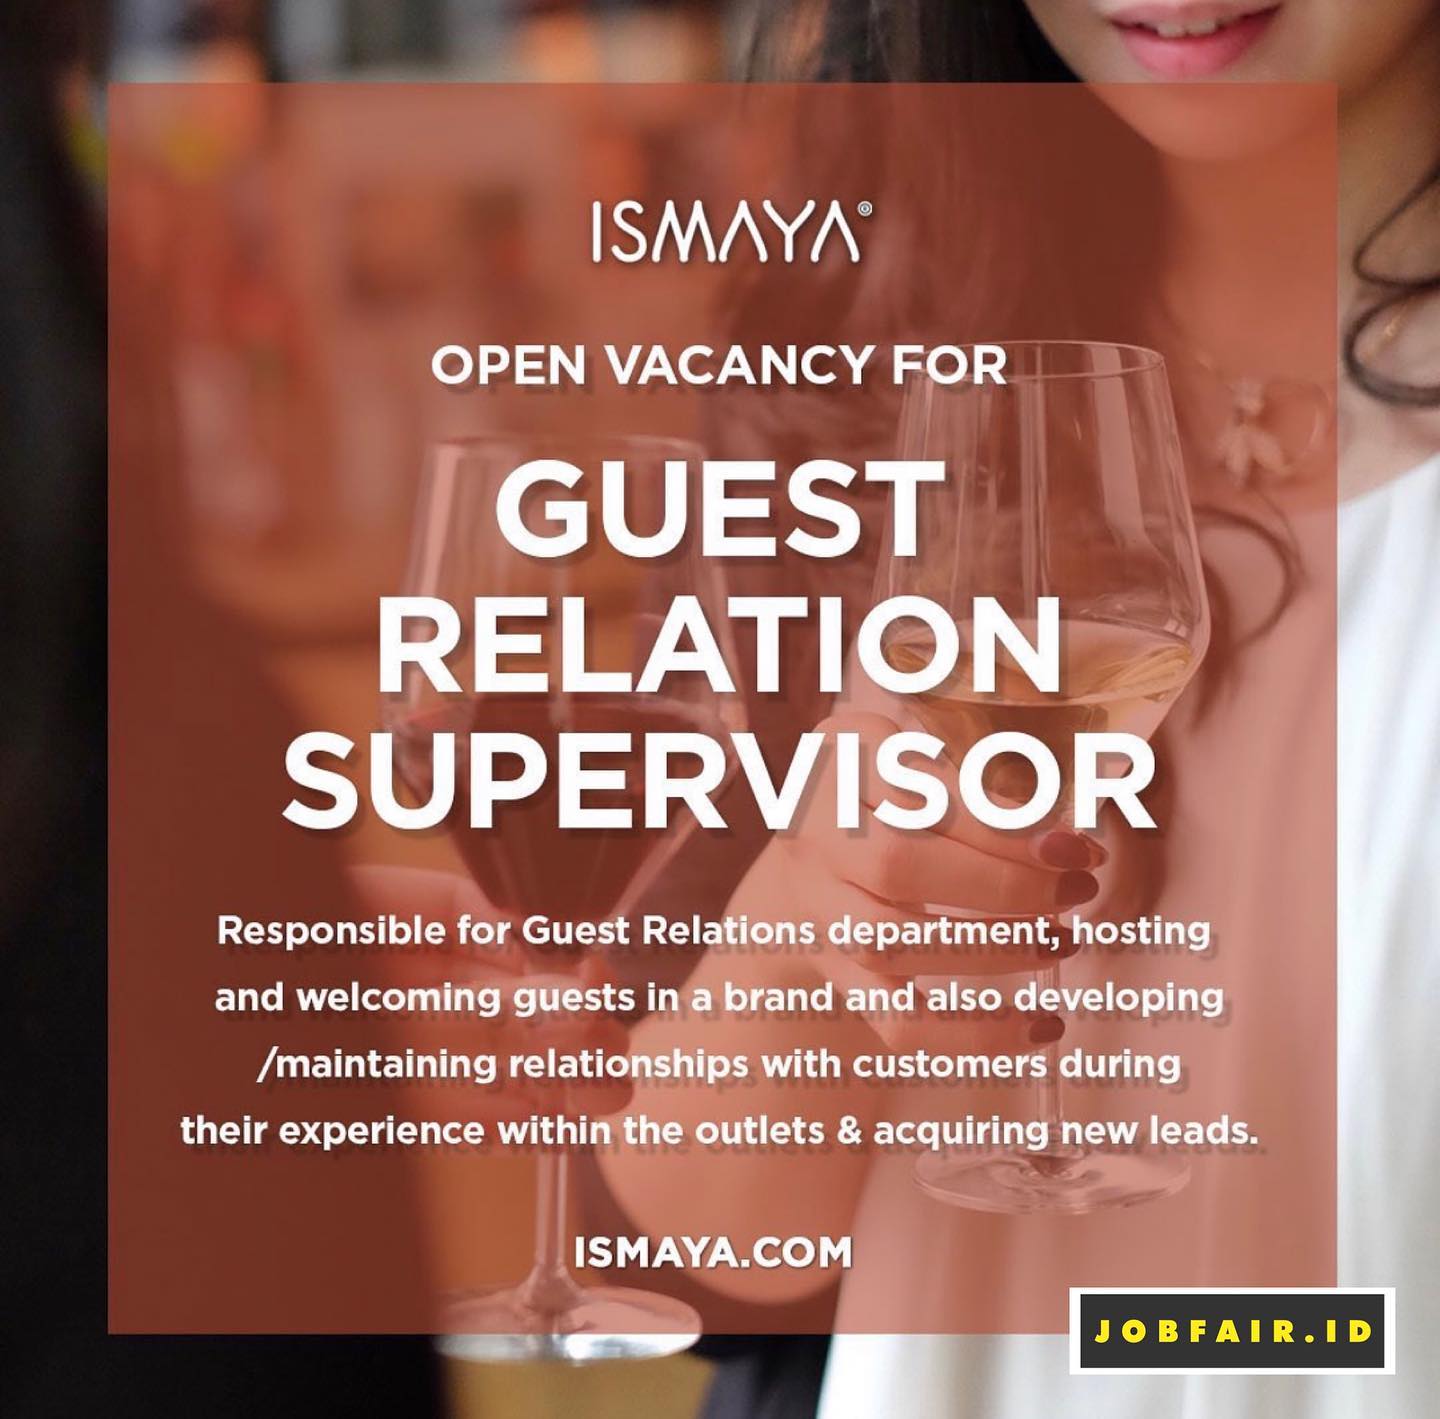 ISMAYA®
OPEN VACANCY FOR
GUEST
RELATION
SUPERVISOR
Responsible for Guest Relations department, hosting
and welcoming guests in a brand and also developing
/maintaining relationships with customers during
their experience within the outlets & acquiring new leads.
ISMAYA.COM
JOBFAIR.ID